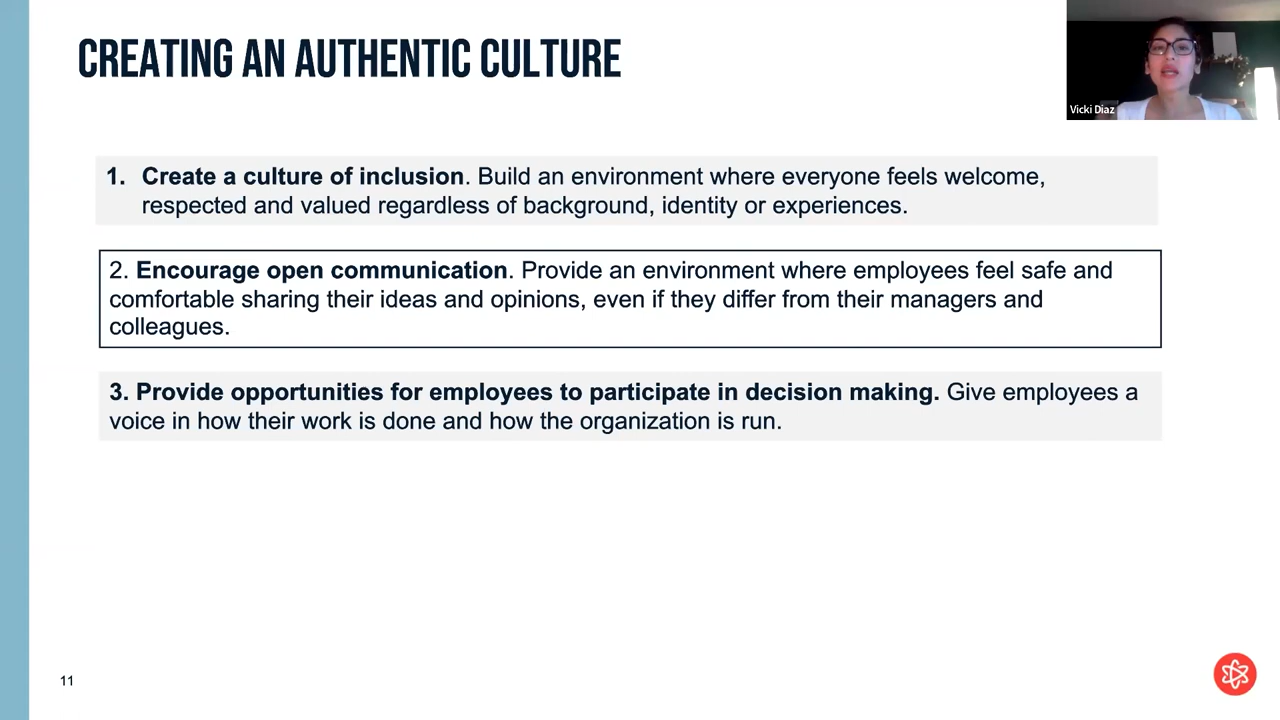 CREATING AN AUTHENTIC CULTURE
Vicki Diaz
1. Create a culture of inclusion. Build an environment where everyone feels welcome,
respected and valued regardless of background, identity or experiences.
2. Encourage open communication. Provide an environment where employees feel safe and
comfortable sharing their ideas and opinions, even if they differ from their managers and
colleagues.
3. Provide opportunities for employees to participate in decision making. Give employees a
voice in how their work is done and how the organization is run.
11